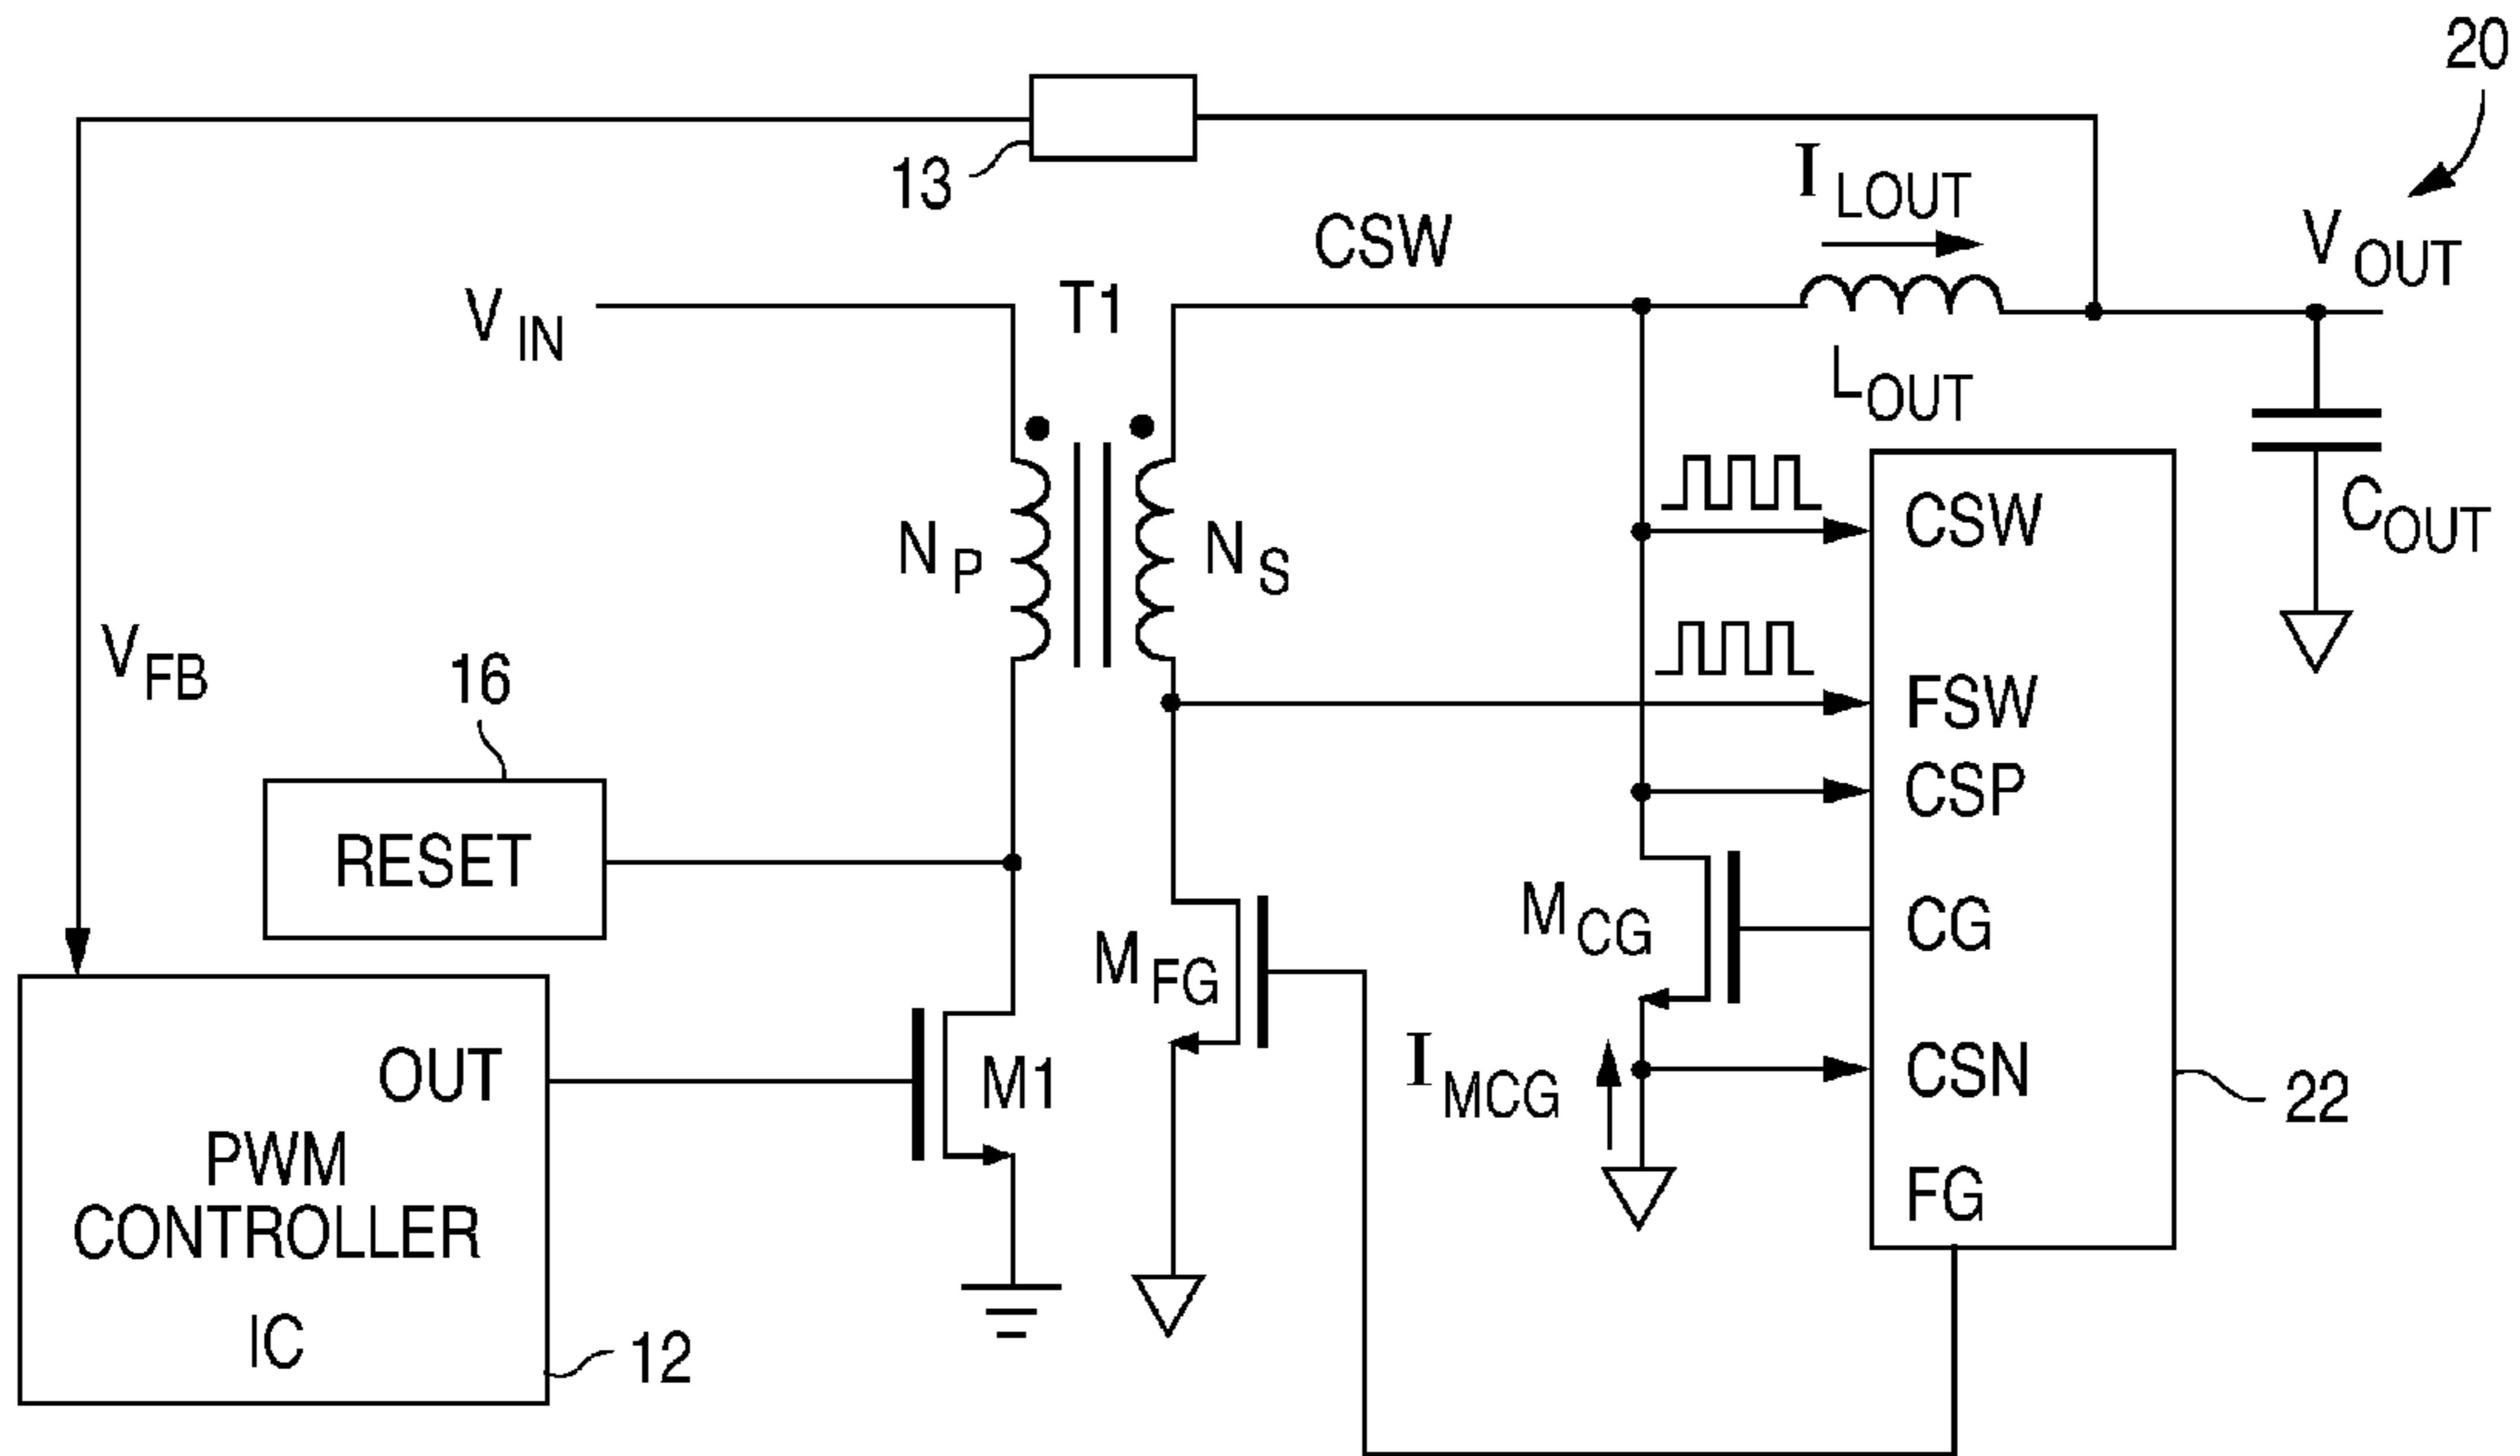 20
13
I LOUT
CSW
V OUT
V IN
T1
L OUT
C OUT
N P
N S
CSW
V FB
16
FSW
CSP
RESET
M CG
CG
M FG
OUT
M1
I MCG
CSN
22
PWM
CONTROLLER
IC
FG
12